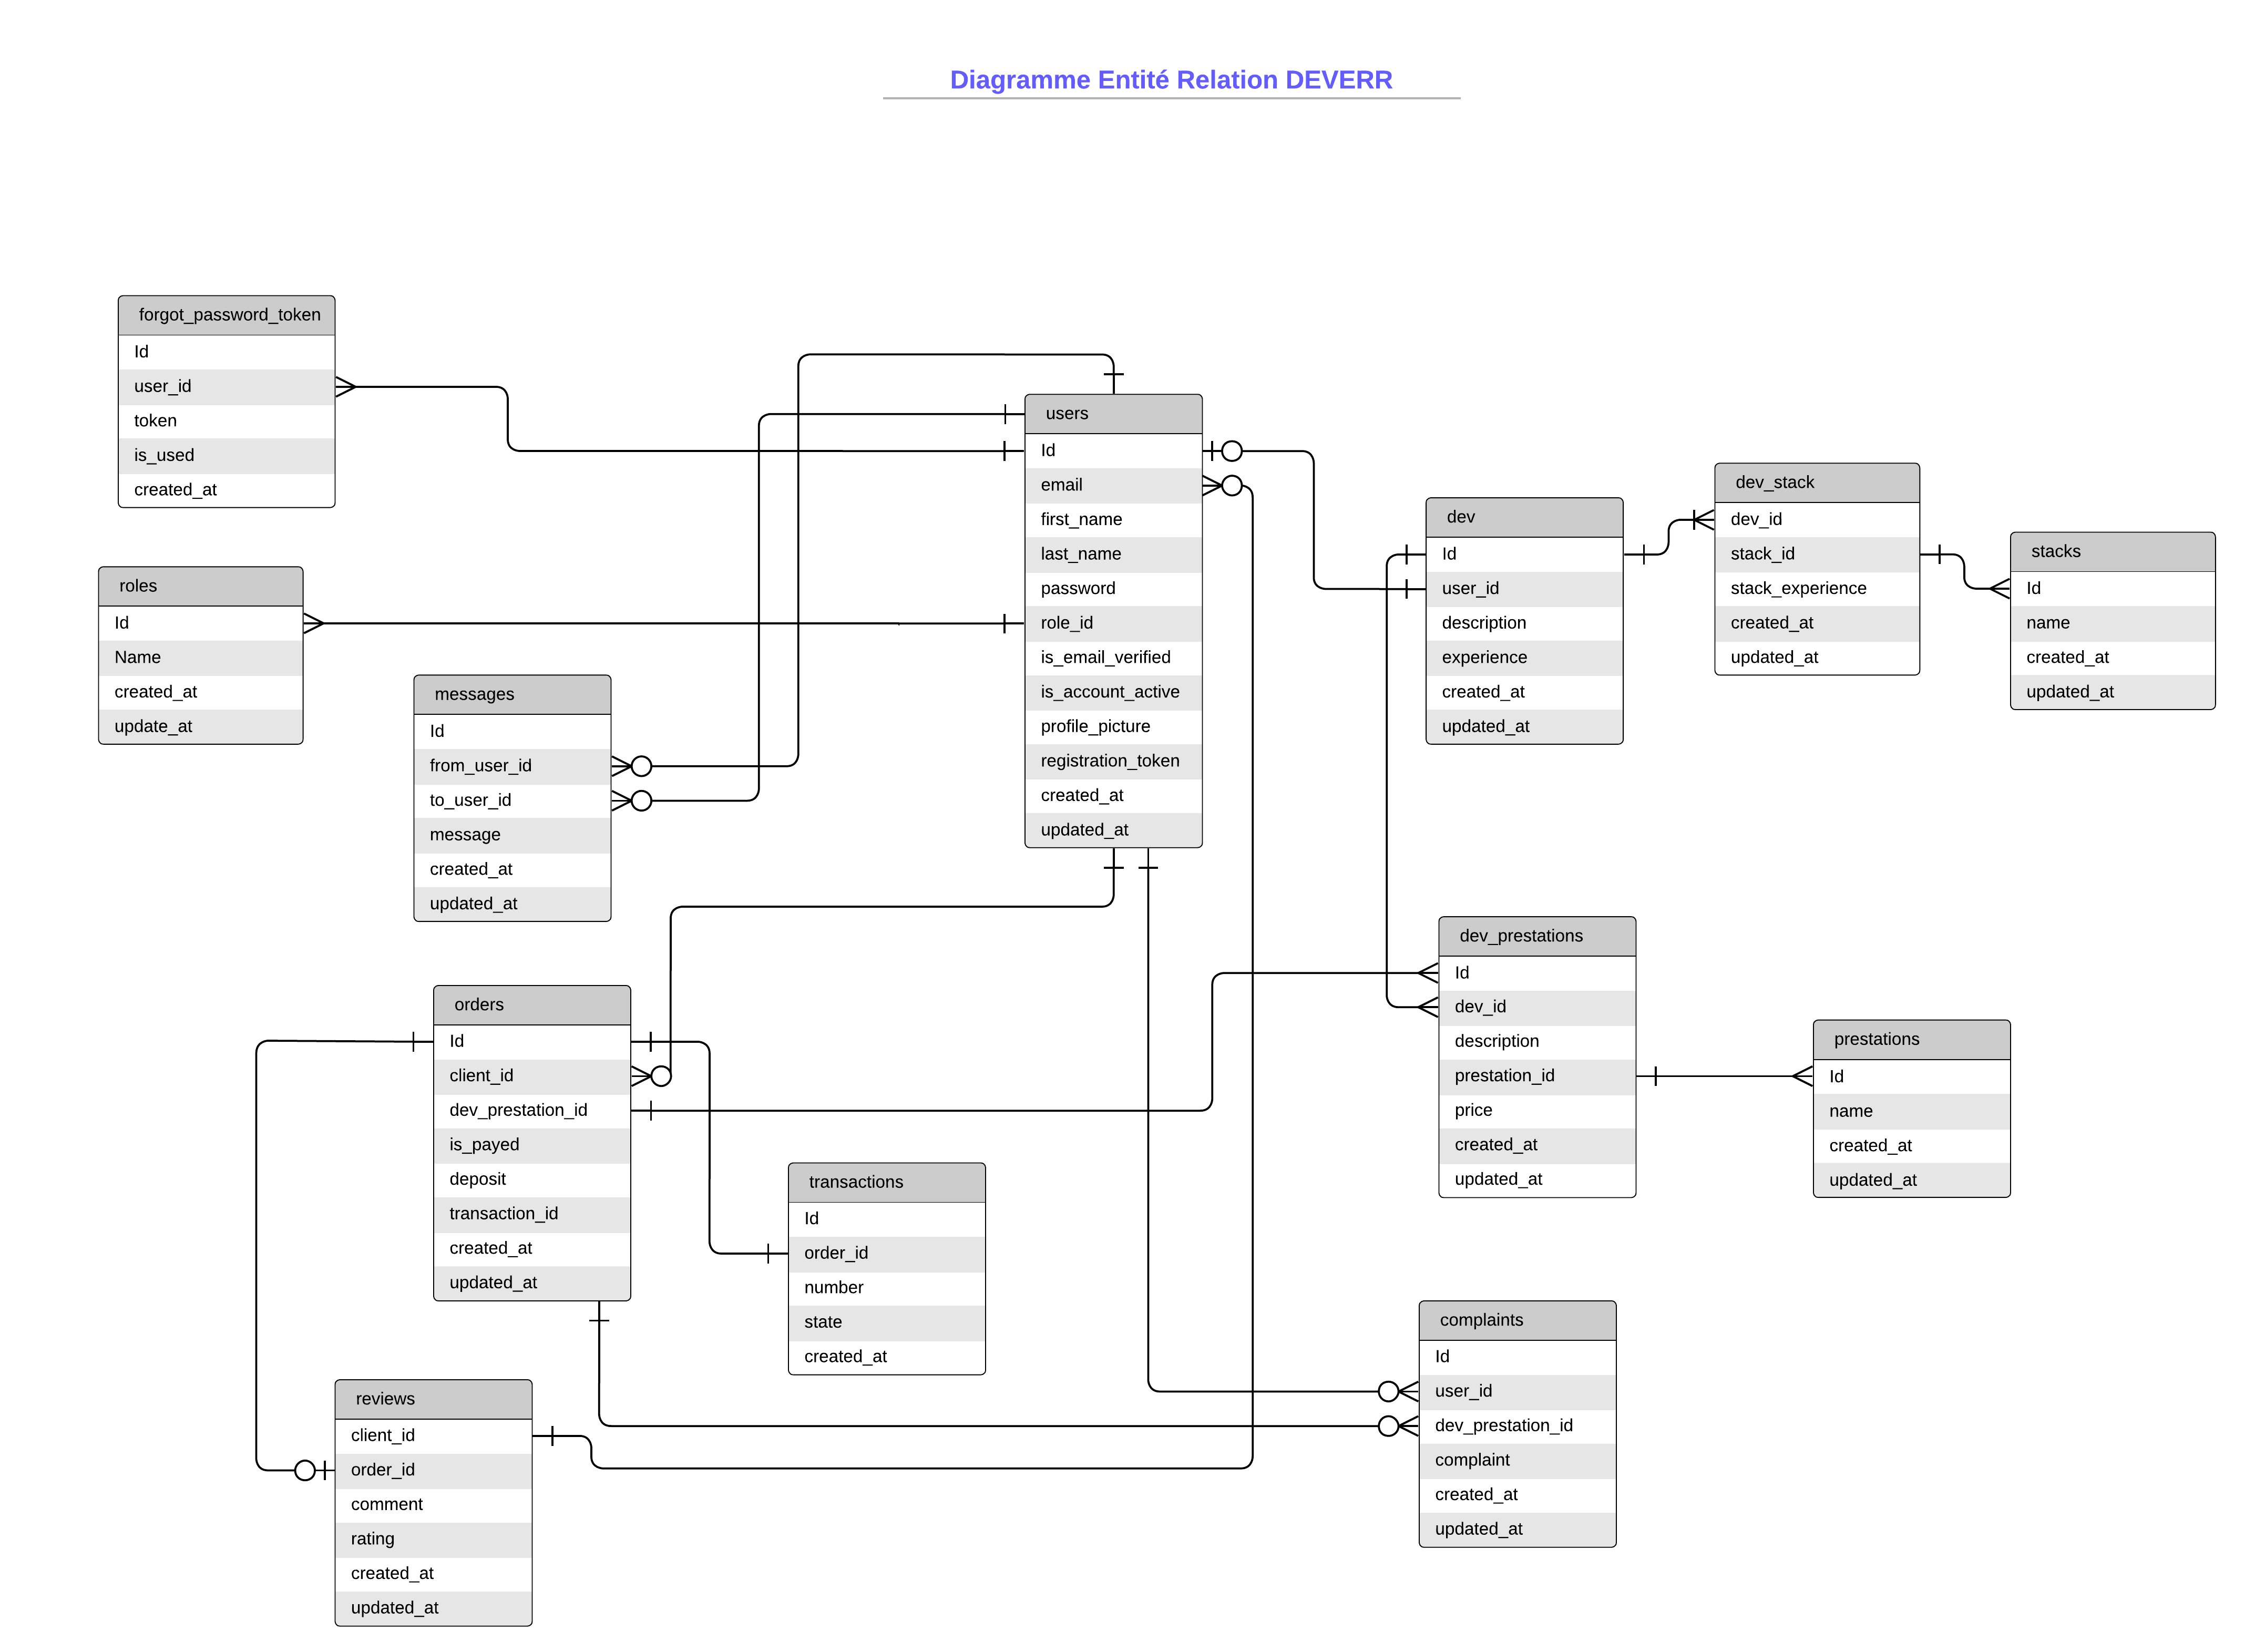 Diagramme Entité Relation DEVERR
forgot_password_token
Id
user_id
token
is_used
created_at
roles
Id
Name
created_at
update_at
messages
Id
from_user_id
to_user_id
message
created_at
updated_at
users
Id
email
first_name
last_name
password
role_id
is_email_verified
is_account_active
profile_picture
registration_token
created_at
updated_at
dev
Id
user_id
description
experience
created_at
updated_at
dev_stack
dev_id
stack_id
stack_experience
created_at
updated_at
stacks
Id
name
created_at
updated_at
orders
Id
client_id
dev_prestation_id
is_payed
deposit
transaction_id
created_at
updated_at
transactions
Id
order_id
number
state
created_at
dev_prestations
Id
dev_id
description
prestation_id
price
created_at
updated_at
prestations
Id
name
created_at
updated_at
reviews
client_id
order_id
comment
rating
created_at
updated_at
complaints
Id
user_id
dev_prestation_id
complaint
created_at
updated_at